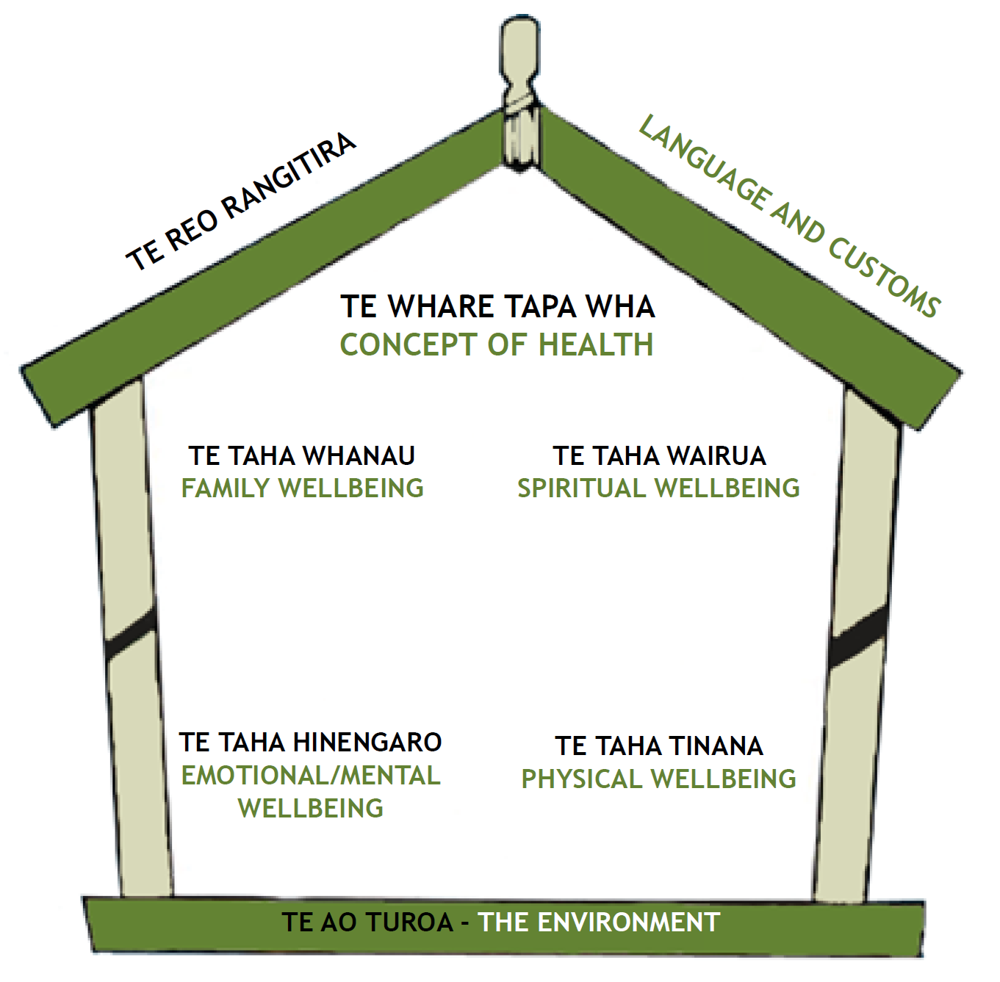 TE REO RANGITIRA
LANGUAGE AND CUSTOMS
TE WHARE TAPA WHA
CONCEPT OF HEALTH
TE TAHA WHANAU
FAMILY WELLBEING
TE TAHA WAIRUA
SPIRITUAL WELLBEING
TE TAHA HINENGARO
EMOTIONAL/MENTAL
WELLBEING
TE TAHA TINANA
PHYSICAL WELLBEING
TE AO TUROA - THE ENVIRONMENT